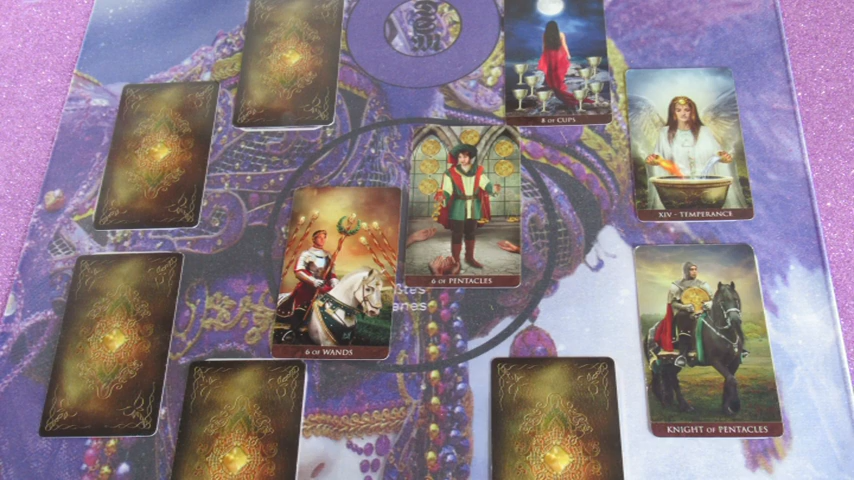 8 OF CUPS
XIV - TEMPERANCE
6 OF PENTACLES
6 OF WANDS
KNIGHT OF PENTACLES